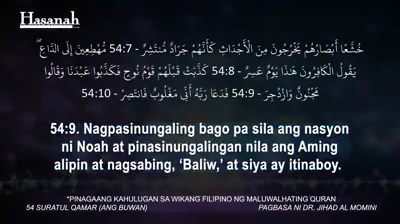 Hasanah
خُشَّعًا أَبْصَارُهُمْ يَخْرُجُونَ مِنَ الْأَجْدَاثِ كَأَنَّهُمْ جَرَادٌ مُنْتَشِرٌ - 54:7 مُهْطِعِينَ إِلَى الدَّاعِ ۖ
يَقُولُ الْكَافِرُونَ هَٰذَا يَوْمٌ عَسِرٌ - 54:8 كَذَّبَتْ قَبْلَهُمْ قَوْمُ نُوحٍ فَكَذَّبُوا عَبْدَنَا وَقَالُوا
مَجْنُونٌ وَازْدُجِرَ - 54:9 فَدَعَا رَبَّهُ أَنِّي مَغْلُوبٌ فَانْتَصِرْ - 54:10
54:9. Nagpasinungaling bago pa sila ang nasyon
ni Noah at pinasinungalingan nila ang Aming
alipin at nagsabing, ‘Baliw,’ at siya ay itinaboy.
*PINAGAANG KAHULUGAN SA WIKANG FILIPINO NG MALUWALHATING QURAN
54 SURATUL QAMAR (ANG BUWAN) PAGBASA NI DR. JIHAD AL MOMINI